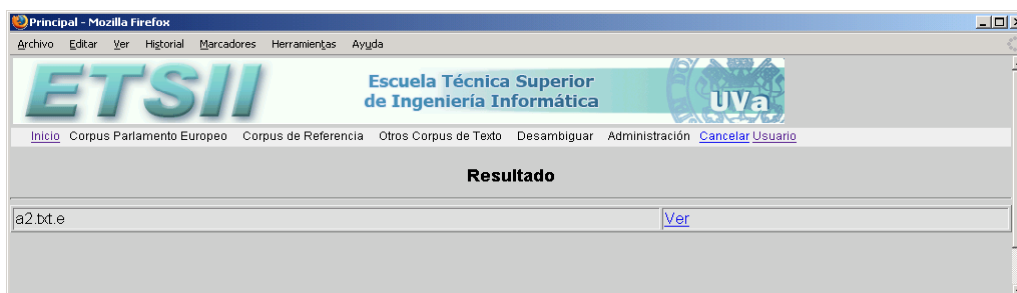 Principal - Mozilla Firefox
Archivo Editar Ver Historial Marcadores Herramientas Ayuda
ETSII
Escuela Técnica Superior
de Ingeniería Informática
UVa
Inicio Corpus Parlamento Europeo Corpus de Referencia Otros Corpus de Texto Desambiguar Administración Cancelar Usuario
Resultado
a2.txt.e Ver